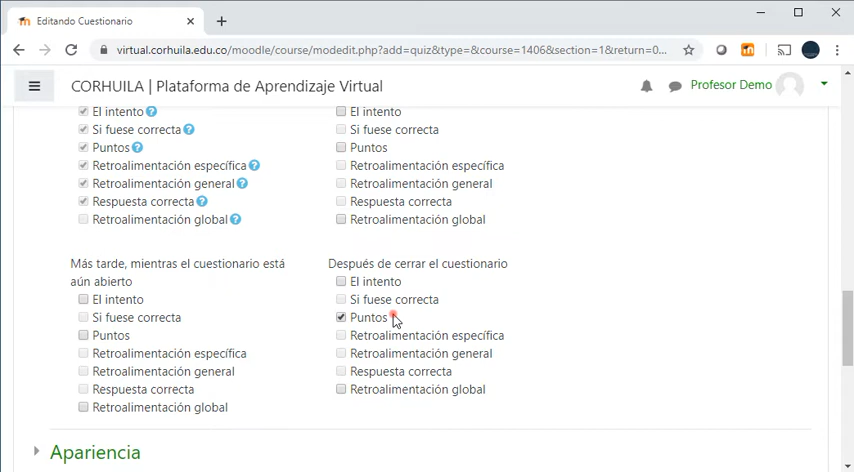 Editando Cuestionario
virtual.corhuila.edu.co/moodle/course/modedit.php?add=quiz&type=&course=1406&section=1&return=0...
CORHUILA | Plataforma de Aprendizaje Virtual
Profesor Demo
El intento
Si fuese correcta
Puntos
Retroalimentación específica
Retroalimentación general
Respuesta correcta
Retroalimentación global
El intento
Si fuese correcta
Puntos
Retroalimentación específica
Retroalimentación general
Respuesta correcta
Retroalimentación global
Más tarde, mientras el cuestionario está
aún abierto
El intento
Si fuese correcta
Puntos
Retroalimentación específica
Retroalimentación general
Respuesta correcta
Retroalimentación global
Después de cerrar el cuestionario
El intento
Si fuese correcta
Puntos
Retroalimentación específica
Retroalimentación general
Respuesta correcta
Retroalimentación global
Apariencia